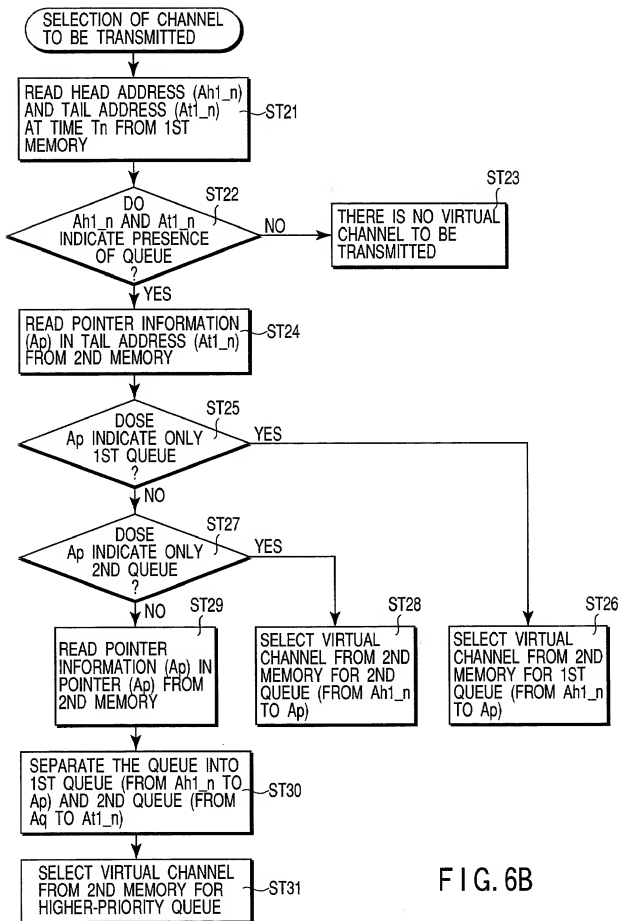 SELECTION OF CHANNEL
TO BE TRANSMITTED
READ HEAD ADDRESS (Ah1_n)
AND TAIL ADDRESS (At1_n)
AT TIME Tn FROM 1ST
MEMORY
ST21
DO
Ah1_n AND At1_n
INDICATE PRESENCE
OF QUEUE
?
ST22
NO
YES
ST23
THERE IS NO VIRTUAL
CHANNEL TO BE
TRANSMITTED
READ POINTER INFORMATION
(Ap) IN TAIL ADDRESS (At1_n)
FROM 2ND MEMORY
ST24
DOSE
Ap INDICATE ONLY
1ST QUEUE
?
ST25
YES
NO
DOSE
Ap INDICATE ONLY
2ND QUEUE
?
ST27
YES
NO
ST29
READ POINTER
INFORMATION (Ap) IN
POINTER (Ap) FROM
2ND MEMORY
ST28
SELECT VIRTUAL
CHANNEL FROM 2ND
MEMORY FOR 2ND
QUEUE (FROM Ah1_n
TO Ap)
ST26
SELECT VIRTUAL
CHANNEL FROM 2ND
MEMORY FOR 1ST
QUEUE (FROM Ah1_n
TO Ap)
SEPARATE THE QUEUE INTO
1ST QUEUE (FROM Ah1_n TO
Ap) AND 2ND QUEUE (FROM
Aq TO At1_n)
ST30
SELECT VIRTUAL CHANNEL
FROM 2ND MEMORY FOR
HIGHER-PRIORITY QUEUE
ST31
FIG. 6B